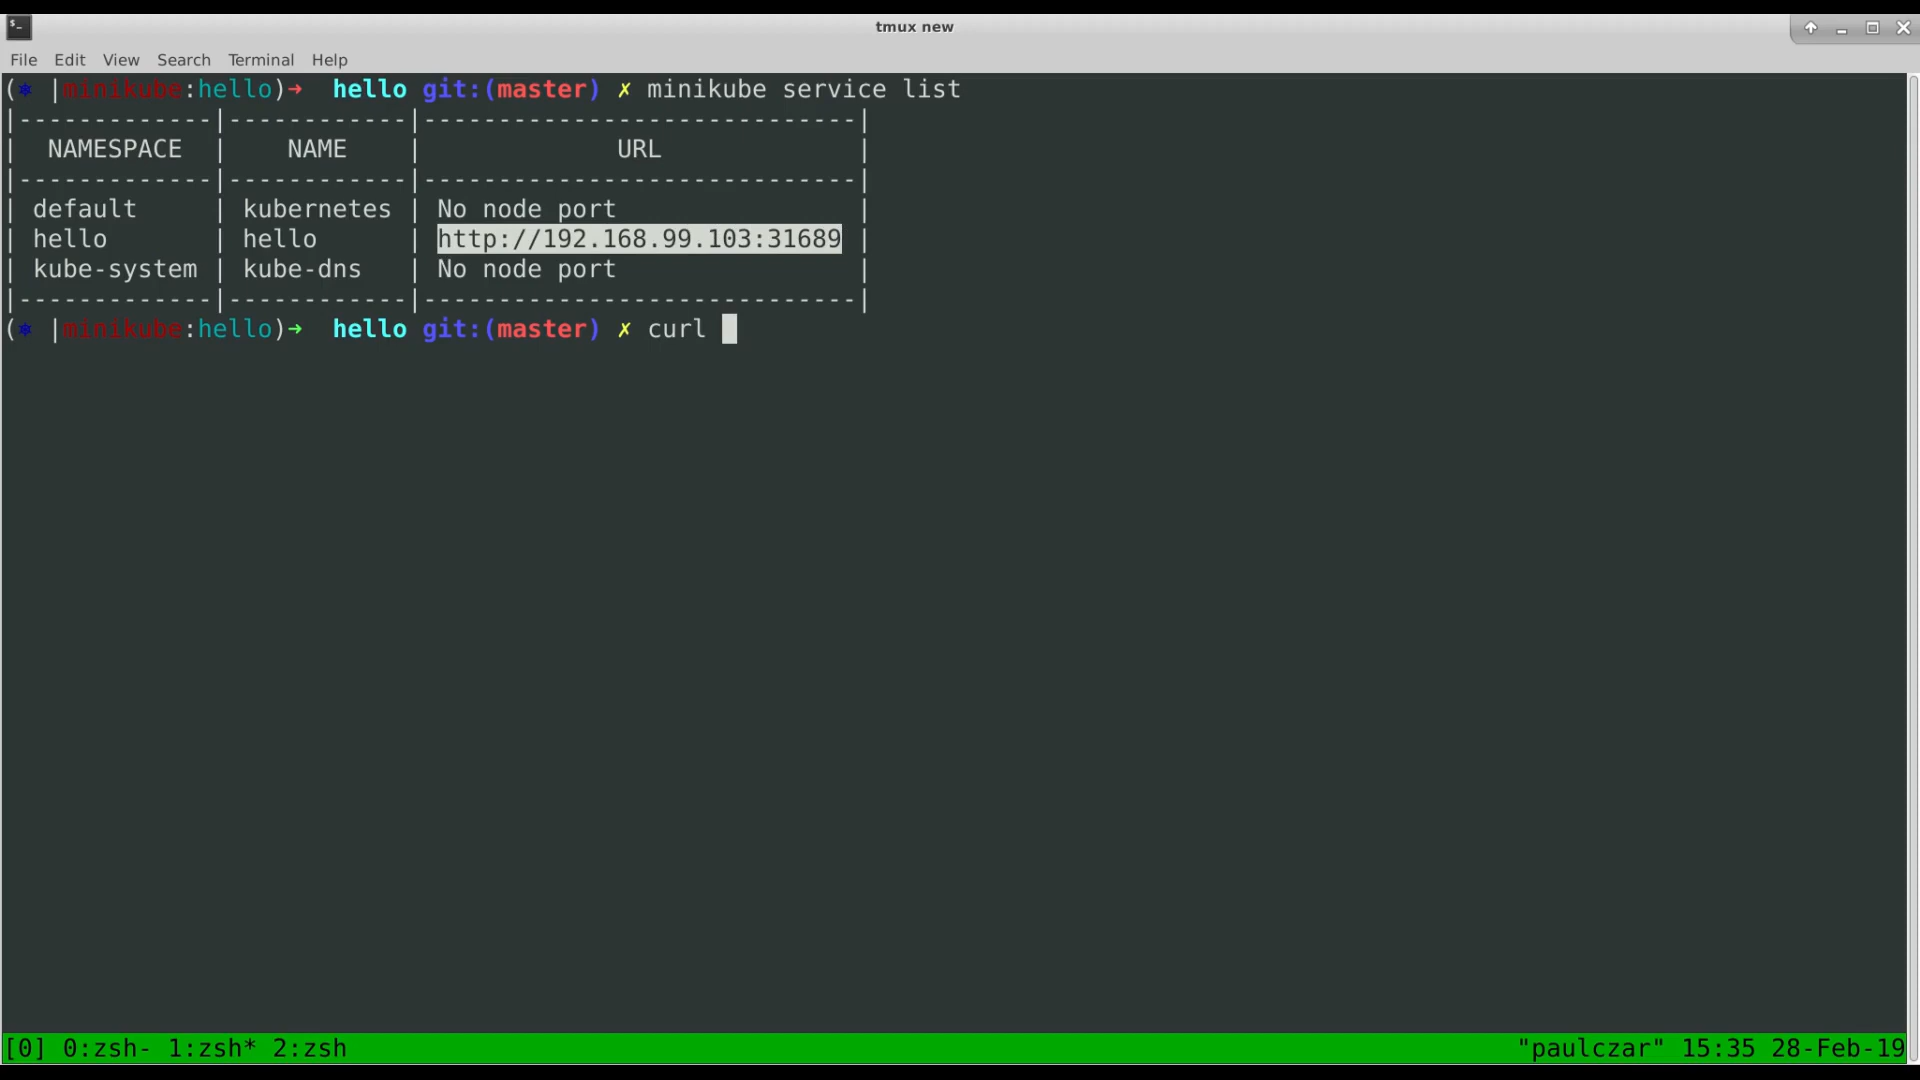 tmux new
File Edit View Search Terminal Help
(⎈ |minikube:hello)➜  hello git:(master) ✗ minikube service list
|-------------|------------|-----------------------------|
|  NAMESPACE  |    NAME    |             URL             |
|-------------|------------|-----------------------------|
| default     | kubernetes | No node port                |
| hello       | hello      | http://192.168.99.103:31689 |
| kube-system | kube-dns   | No node port                |
|-------------|------------|-----------------------------|
(⎈ |minikube:hello)➜  hello git:(master) ✗ curl
[0] 0:zsh- 1:zsh* 2:zsh "paulczar" 15:35 28-Feb-19